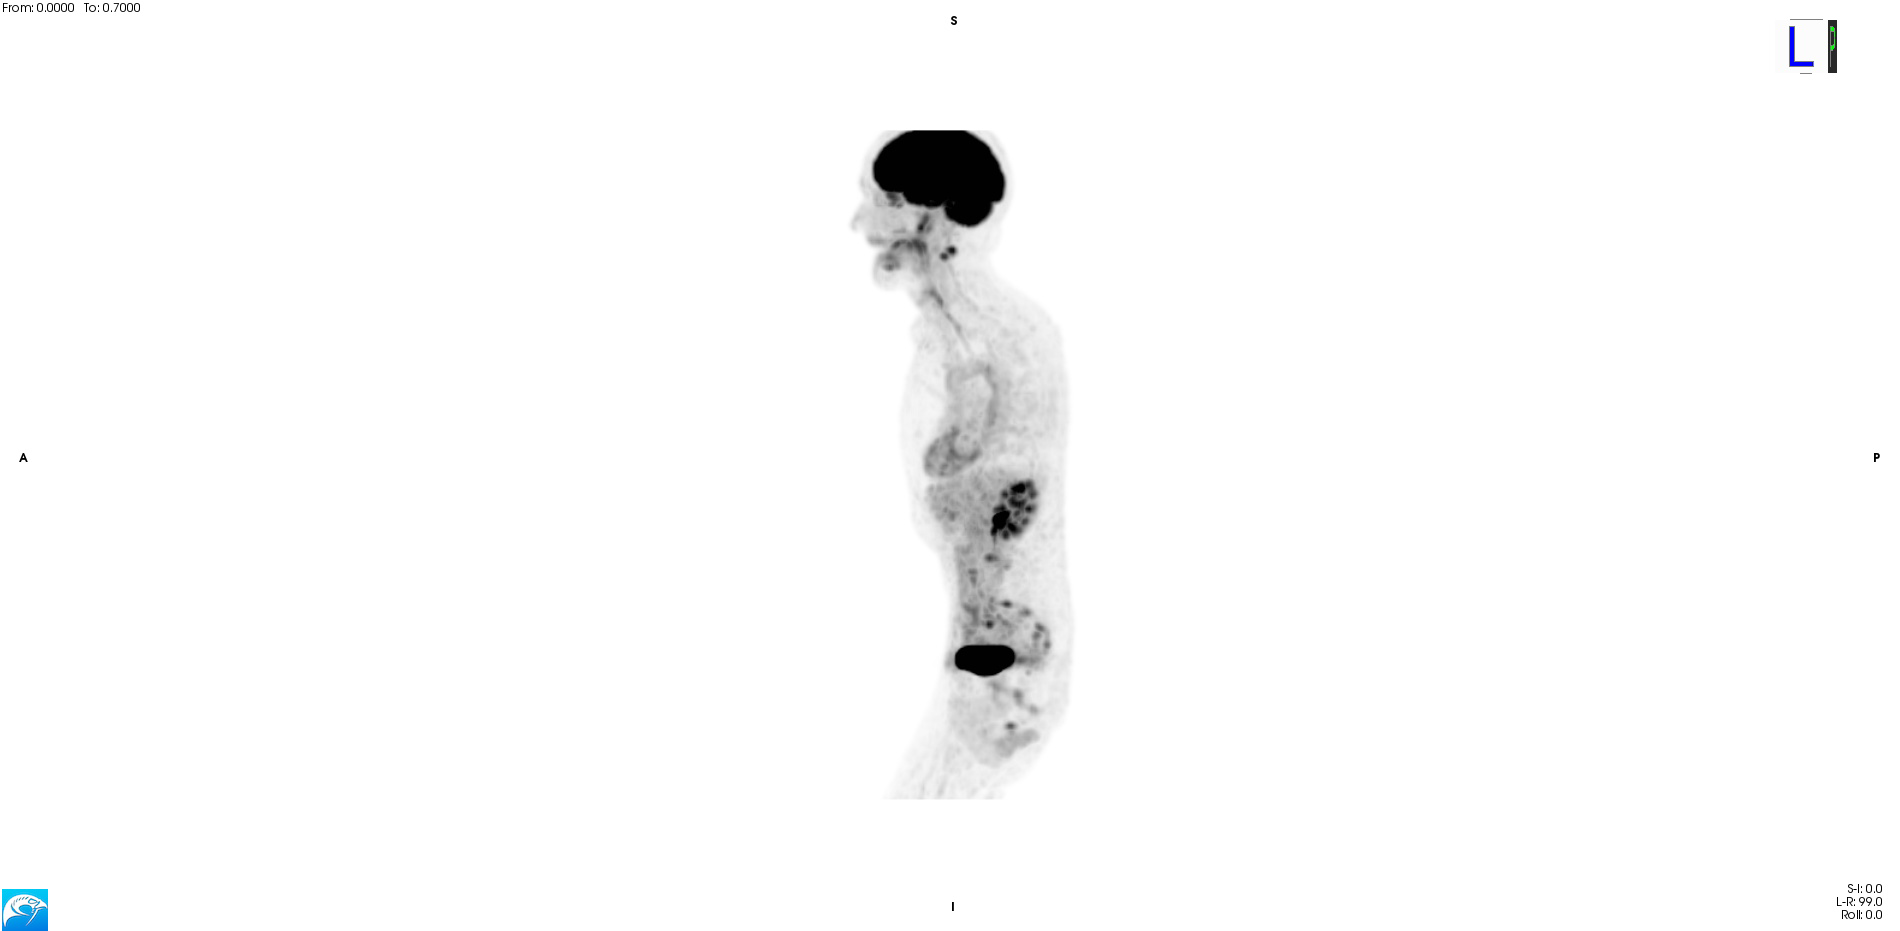 From: 0.0000 To: 0.7000
S
L
P
A
P
I
S-I: 0.0
L-R: 99.0
Roll: 0.0